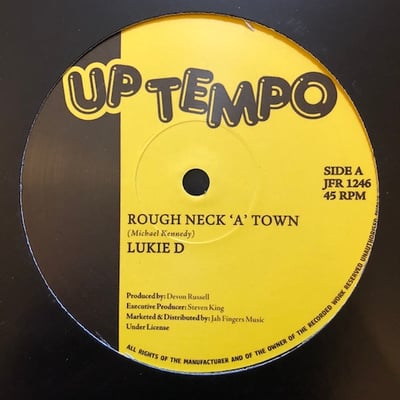 UP TEMPO
SIDE A
JFR 1246
45 RPM
ROUGH NECK ‘A’ TOWN
(Michael Kennedy)
LUKIE D
Produced by: Devon Russell
Executive Producer: Steven King
Marketed & Distributed by: Jah Fingers Music
Under License
ALL RIGHTS OF THE MANUFACTURER AND OF THE OWNER OF THE RECORDED WORK RESERVED UNAUTHORISED